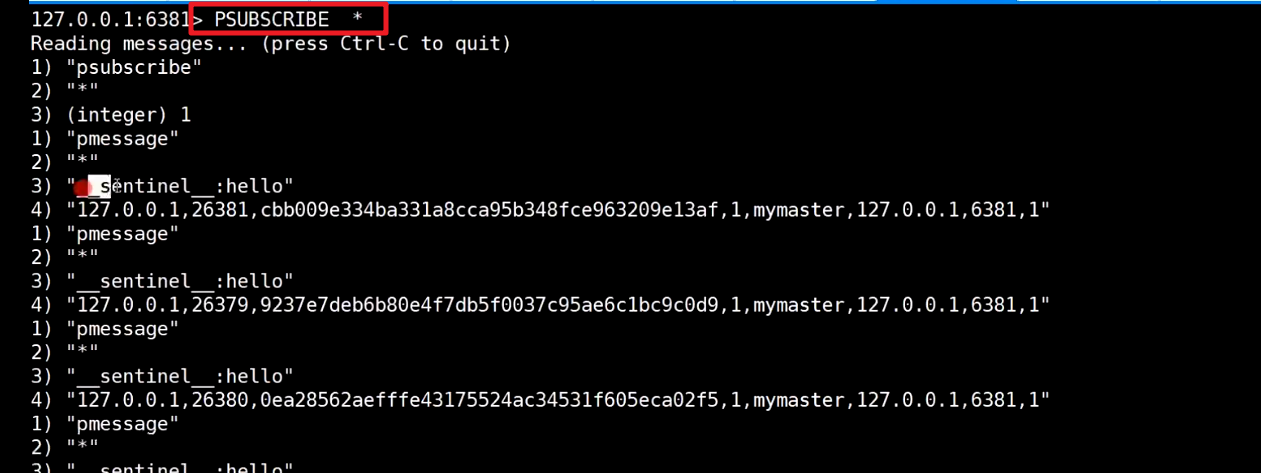 127.0.0.1:6381> PSUBSCRIBE  *
Reading messages... (press Ctrl-C to quit)
1) "psubscribe"
2) "*"
3) (integer) 1
1) "pmessage"
2) "*"
3) "__sentinel__:hello"
4) "127.0.0.1,26381,cbb009e334ba331a8cca95b348fce963209e13af,1,mymaster,127.0.0.1,6381,1"
1) "pmessage"
2) "*"
3) "__sentinel__:hello"
4) "127.0.0.1,26379,9237e7deb6b80e4f7db5f0037c95ae6c1bc9c0d9,1,mymaster,127.0.0.1,6381,1"
1) "pmessage"
2) "*"
3) "__sentinel__:hello"
4) "127.0.0.1,26380,0ea28562aefffe43175524ac34531f605eca02f5,1,mymaster,127.0.0.1,6381,1"
1) "pmessage"
2) "*"
3) "__sentinel__:hello"